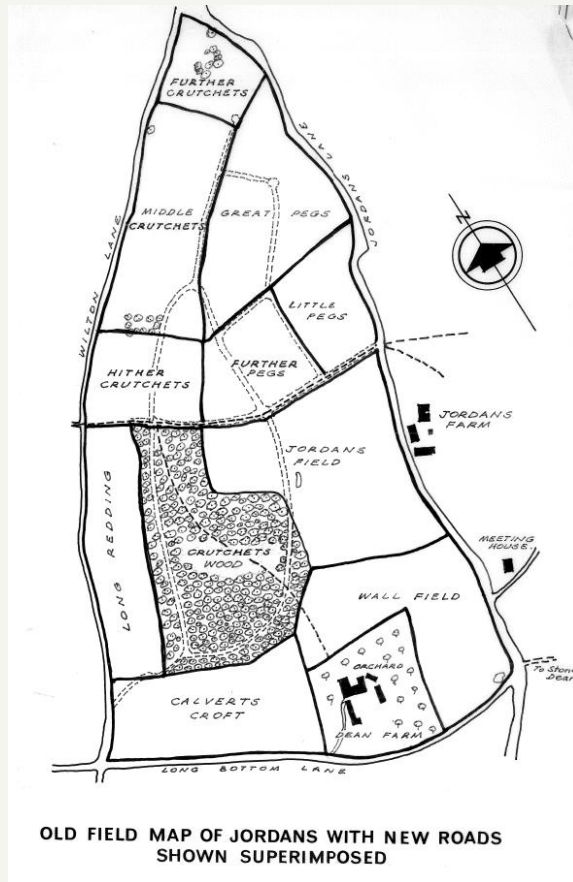 FURTHER
CRUTCHETS
JORDANS LANE
MIDDLE
CRUTCHETS
GREAT PEGS
WILTON LANE
N
LITTLE
PEGS
HITHER
CRUTCHETS
FURTHER
PEGS
JORDANS
FARM
JORDANS
FIELD
LONG REDDING
MEETING
HOUSE.
CRUTCHETS
WOOD
WALL FIELD
ORCHARD
To Stone
Dean
CALVERTS
CROFT
DEAN FARM
LONG BOTTOM LANE
OLD FIELD MAP OF JORDANS WITH NEW ROADS
SHOWN SUPERIMPOSED